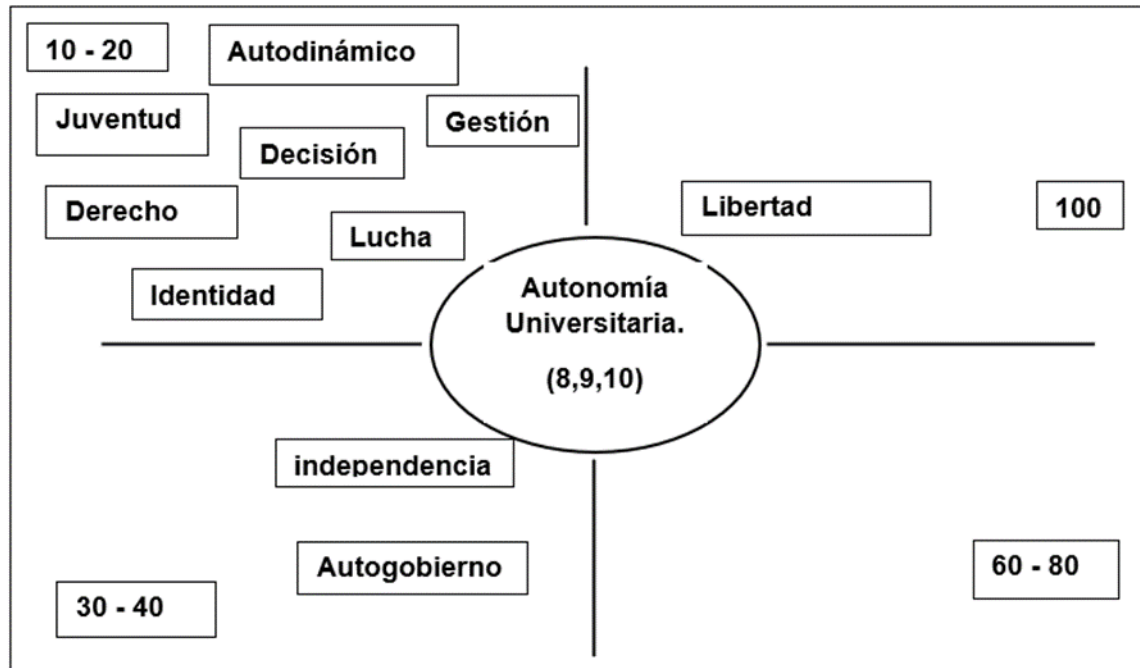 10 - 20
Autodinámico
Juventud
Gestión
Decisión
Derecho
Lucha
Identidad
Libertad
100
Autonomía
Universitaria.
(8,9,10)
independencia
Autogobierno
30 - 40
60 - 80